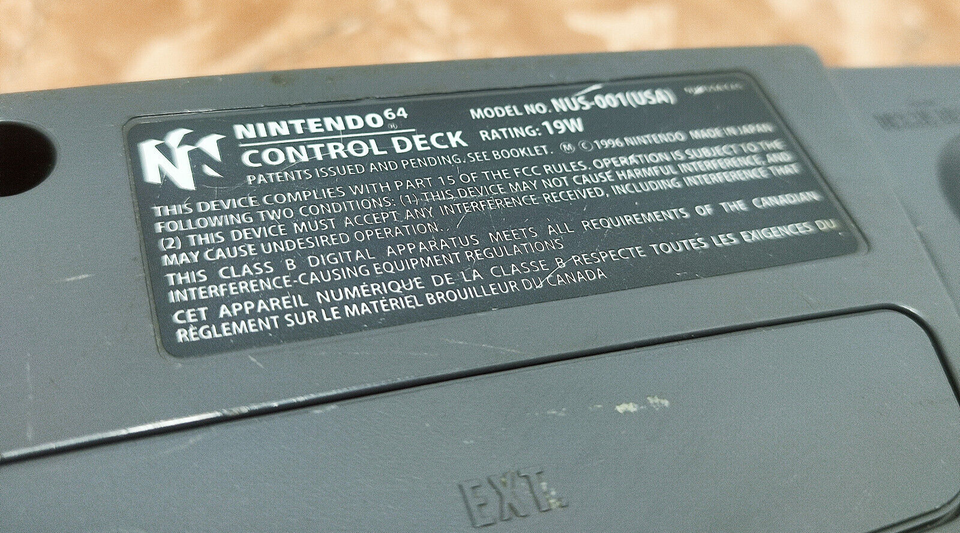 NINTENDO64 ®
CONTROL DECK
MODEL NO. NUS-001(USA)
RATING: 19W
PATENTS ISSUED AND PENDING. SEE BOOKLET. Ⓜ © 1996 NINTENDO MADE IN JAPAN
THIS DEVICE COMPLIES WITH PART 15 OF THE FCC RULES. OPERATION IS SUBJECT TO THE
FOLLOWING TWO CONDITIONS: (1) THIS DEVICE MAY NOT CAUSE HARMFUL INTERFERENCE, AND
(2) THIS DEVICE MUST ACCEPT ANY INTERFERENCE RECEIVED, INCLUDING INTERFERENCE THAT
MAY CAUSE UNDESIRED OPERATION.
THIS CLASS B DIGITAL APPARATUS MEETS ALL REQUIREMENTS OF THE CANADIAN
INTERFERENCE-CAUSING EQUIPMENT REGULATIONS
CET APPAREIL NUMÉRIQUE DE LA CLASSE B RESPECTE TOUTES LES EXIGENCES DU
RÈGLEMENT SUR LE MATÉRIEL BROUILLEUR DU CANADA
EXT.